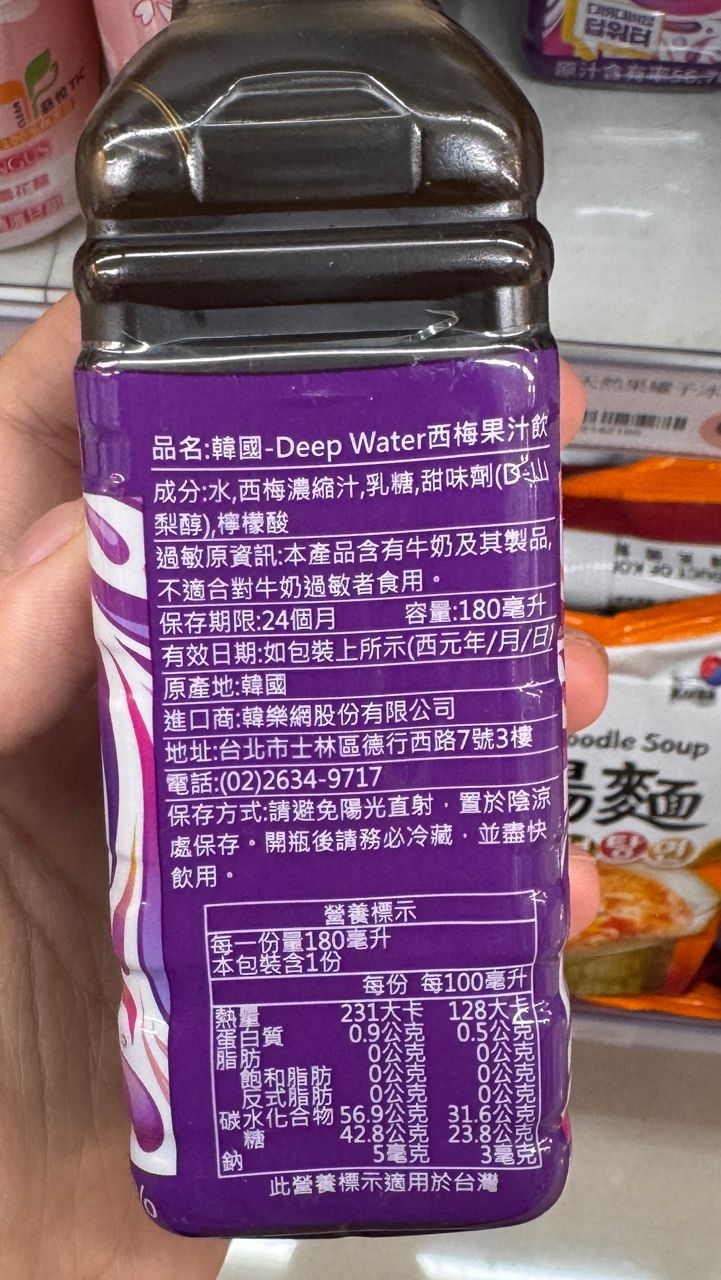 딥워터
原汁含有率56.
品名:韓國-Deep Water西梅果汁飲
成分:水,西梅濃縮汁,乳糖,甜味劑(D-山
梨醇),檸檬酸
過敏原資訊:本產品含有牛奶及其製品,
不適合對牛奶過敏者食用。
保存期限:24個月 容量:180毫升
有效日期:如包裝上所示(西元年/月/日)
原產地:韓國
進口商:韓樂網股份有限公司
地址:台北市士林區德行西路7號3樓
電話:(02)2634-9717
保存方式:請避免陽光直射,置於陰涼
處保存。開瓶後請務必冷藏,並盡快
飲用。
營養標示
每一份量180毫升
本包裝含1份
每份 每100毫升
熱量 231大卡 128大卡
蛋白質 0.9公克 0.5公克
脂肪 0公克 0公克
飽和脂肪 0公克 0公克
反式脂肪 0公克 0公克
碳水化合物 56.9公克 31.6公克
糖 42.8公克 23.8公克
鈉 5毫克 3毫克
此營養標示適用於台灣
%
oodle Soup
湯麵
탕면